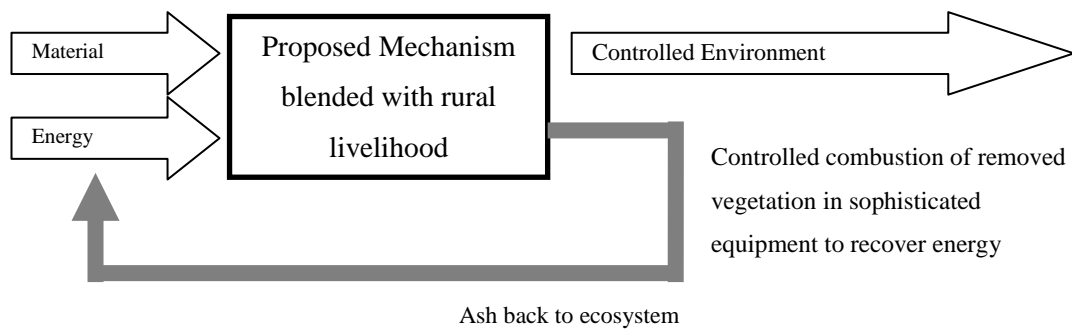 Material
Proposed Mechanism
blended with rural
livelihood
Controlled Environment
Energy
Controlled combustion of removed
vegetation in sophisticated
equipment to recover energy
Ash back to ecosystem